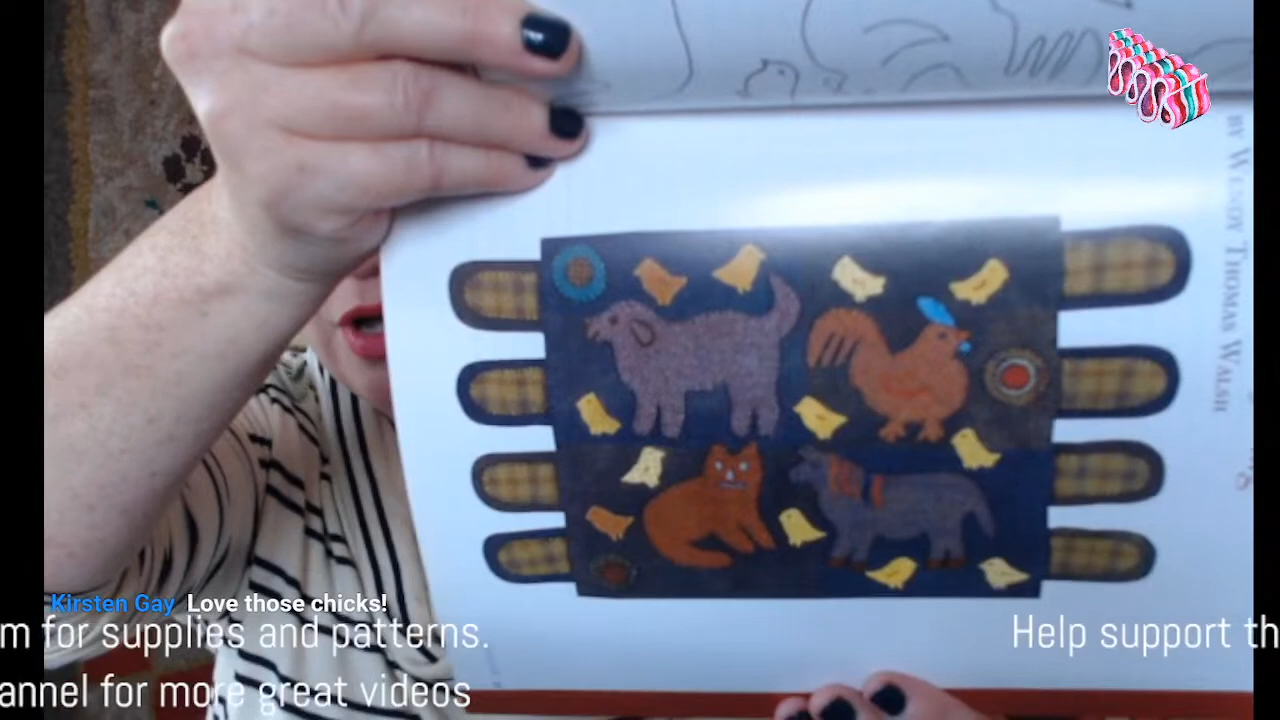 BY WENDY THOMAS WALSH
Kirsten Gay Love those chicks!
m for supplies and patterns.
Help support th
annel for more great videos